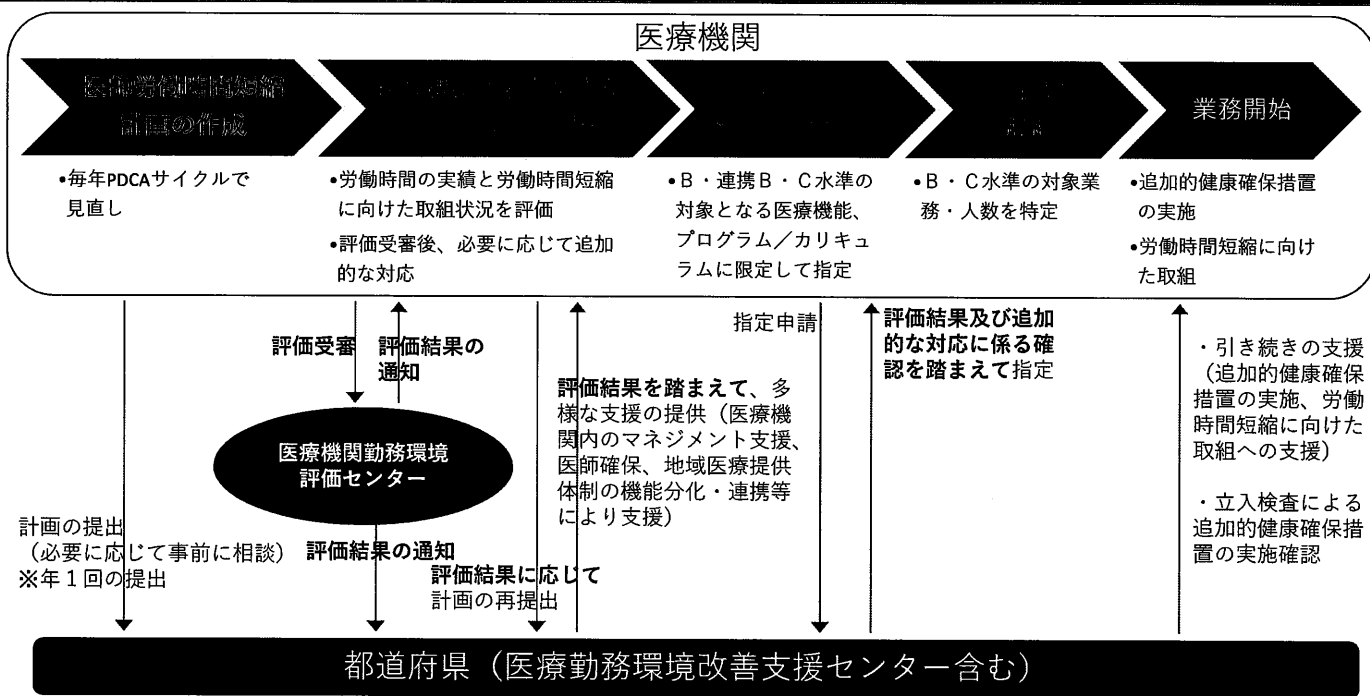 医療機関
医師労働時間短縮
計画の作成
業務開始
•毎年PDCAサイクルで
見直し
•労働時間の実績と労働時間短縮
に向けた取組状況を評価
•評価受審後、必要に応じて追加
的な対応
•B・連携B・C水準の
対象となる医療機能、
プログラム／カリキュ
ラムに限定して指定
•B・C水準の対象業
務・人数を特定
•追加的健康確保措置
の実施
•労働時間短縮に向け
た取組
評価受審
評価結果の
通知
指定申請
評価結果及び追加
的な対応に係る確
認を踏まえて指定
医療機関勤務環境
評価センター
評価結果を踏まえて、多
様な支援の提供（医療機
関内のマネジメント支援、
医師確保、地域医療提供
体制の機能分化・連携等
により支援）
・引き続きの支援
（追加的健康確保
措置の実施、労働
時間短縮に向けた
取組への支援）
・立入検査による
追加的健康確保措
置の実施確認
計画の提出
（必要に応じて事前に相談）
※年１回の提出
評価結果の通知
評価結果に応じて
計画の再提出
都道府県（医療勤務環境改善支援センター含む）